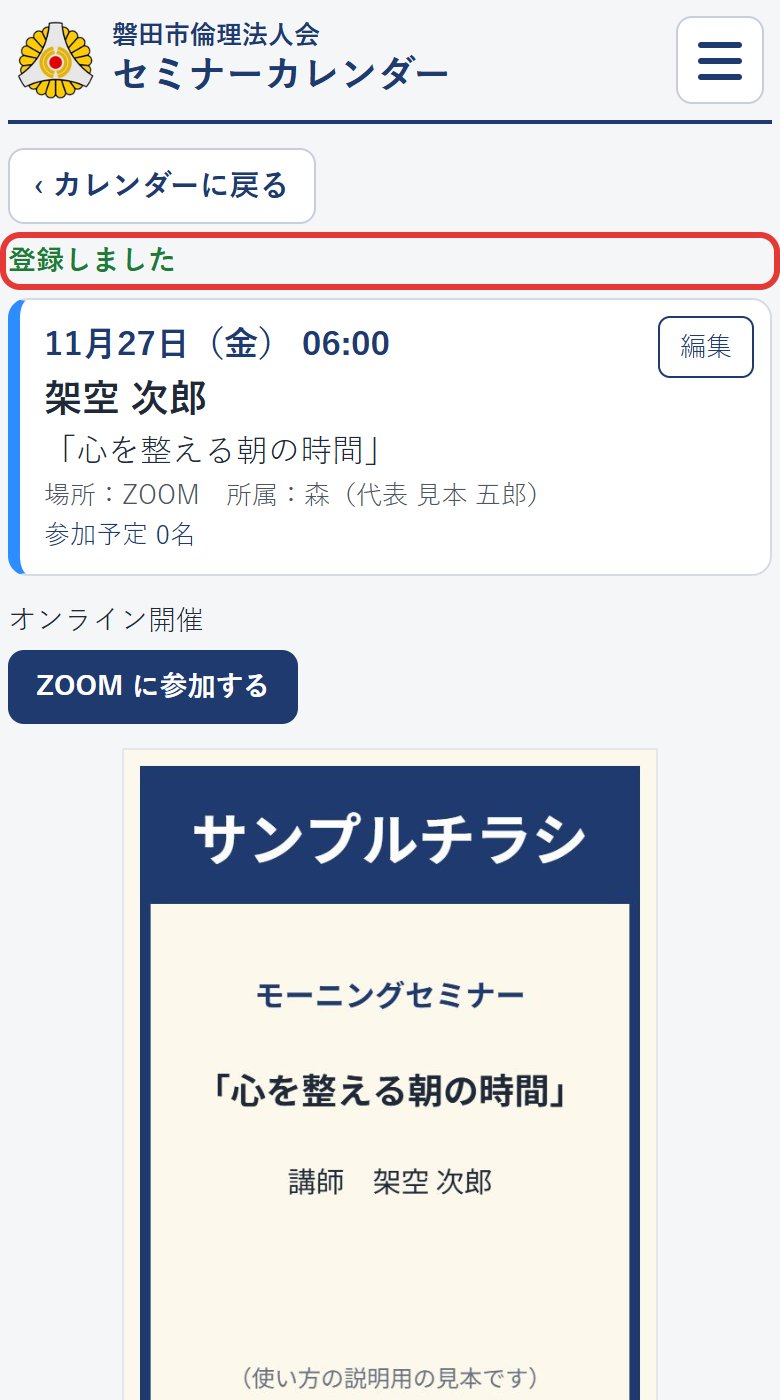 磐田市倫理法人会
セミナーカレンダー
‹ カレンダーに戻る
登録しました
11月27日（金） 06:00
編集
架空 次郎
「心を整える朝の時間」
場所：ZOOM　所属：森（代表 見本 五郎）
参加予定 0名
オンライン開催
ZOOM に参加する
サンプルチラシ
モーニングセミナー
「心を整える朝の時間」
講師　架空 次郎
（使い方の説明用の見本です）